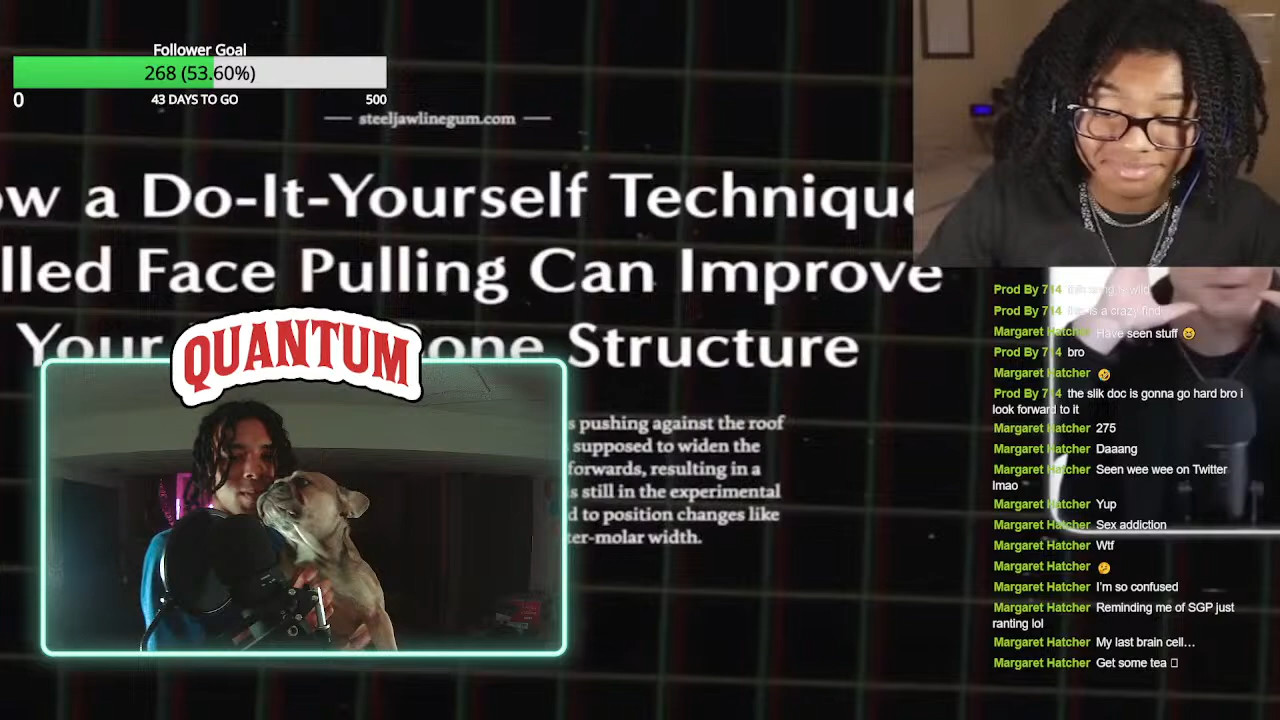 Follower Goal
268 (53.60%)
0 43 DAYS TO GO 500
steeljawlinegum.com
a Do-It-Yourself Technique
Face Pulling Can Improve
Your Structure
QUANTUM
pushing against the roof
supposed to widen the
forwards, resulting in a
still in the experimental
to position changes like
width.
Prod By 714
Prod By 714 is a crazy find
Margaret Hatcher Have seen stuff 😆
Prod By 714 bro
Margaret Hatcher 🤣
Prod By 714 the slik doc is gonna go hard bro i
look forward to it
Margaret Hatcher 275
Margaret Hatcher Daaang
Margaret Hatcher Seen wee wee on Twitter
lmao
Margaret Hatcher Yup
Margaret Hatcher Sex addiction
Margaret Hatcher Wtf
Margaret Hatcher 🤔
Margaret Hatcher I'm so confused
Margaret Hatcher Reminding me of SGP just
ranting lol
Margaret Hatcher My last brain cell…
Margaret Hatcher Get some tea